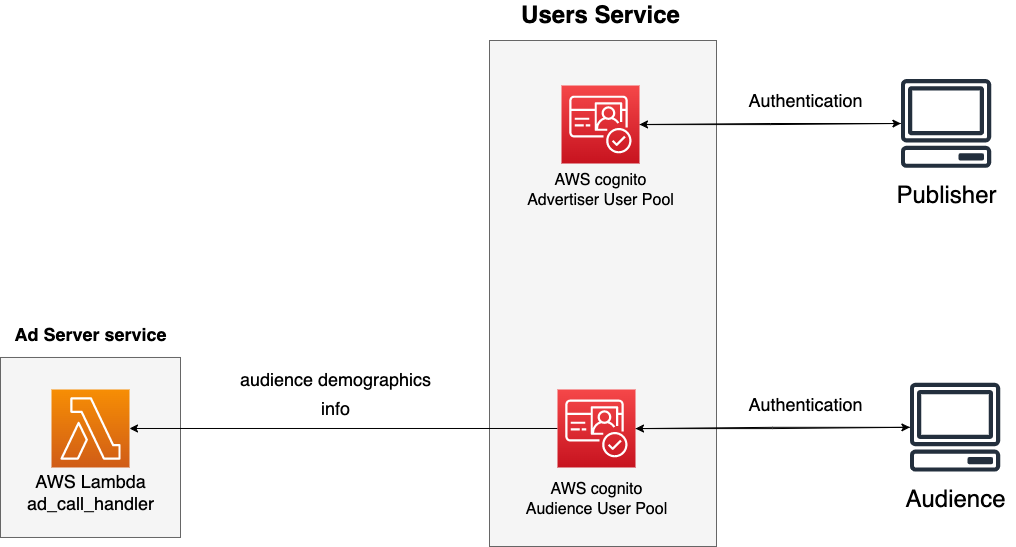 Users Service
Authentication
AWS cognito
Advertiser User Pool
Publisher
Ad Server service
audience demographics
info
Authentication
AWS Lambda
ad_call_handler
AWS cognito
Audience User Pool
Audience